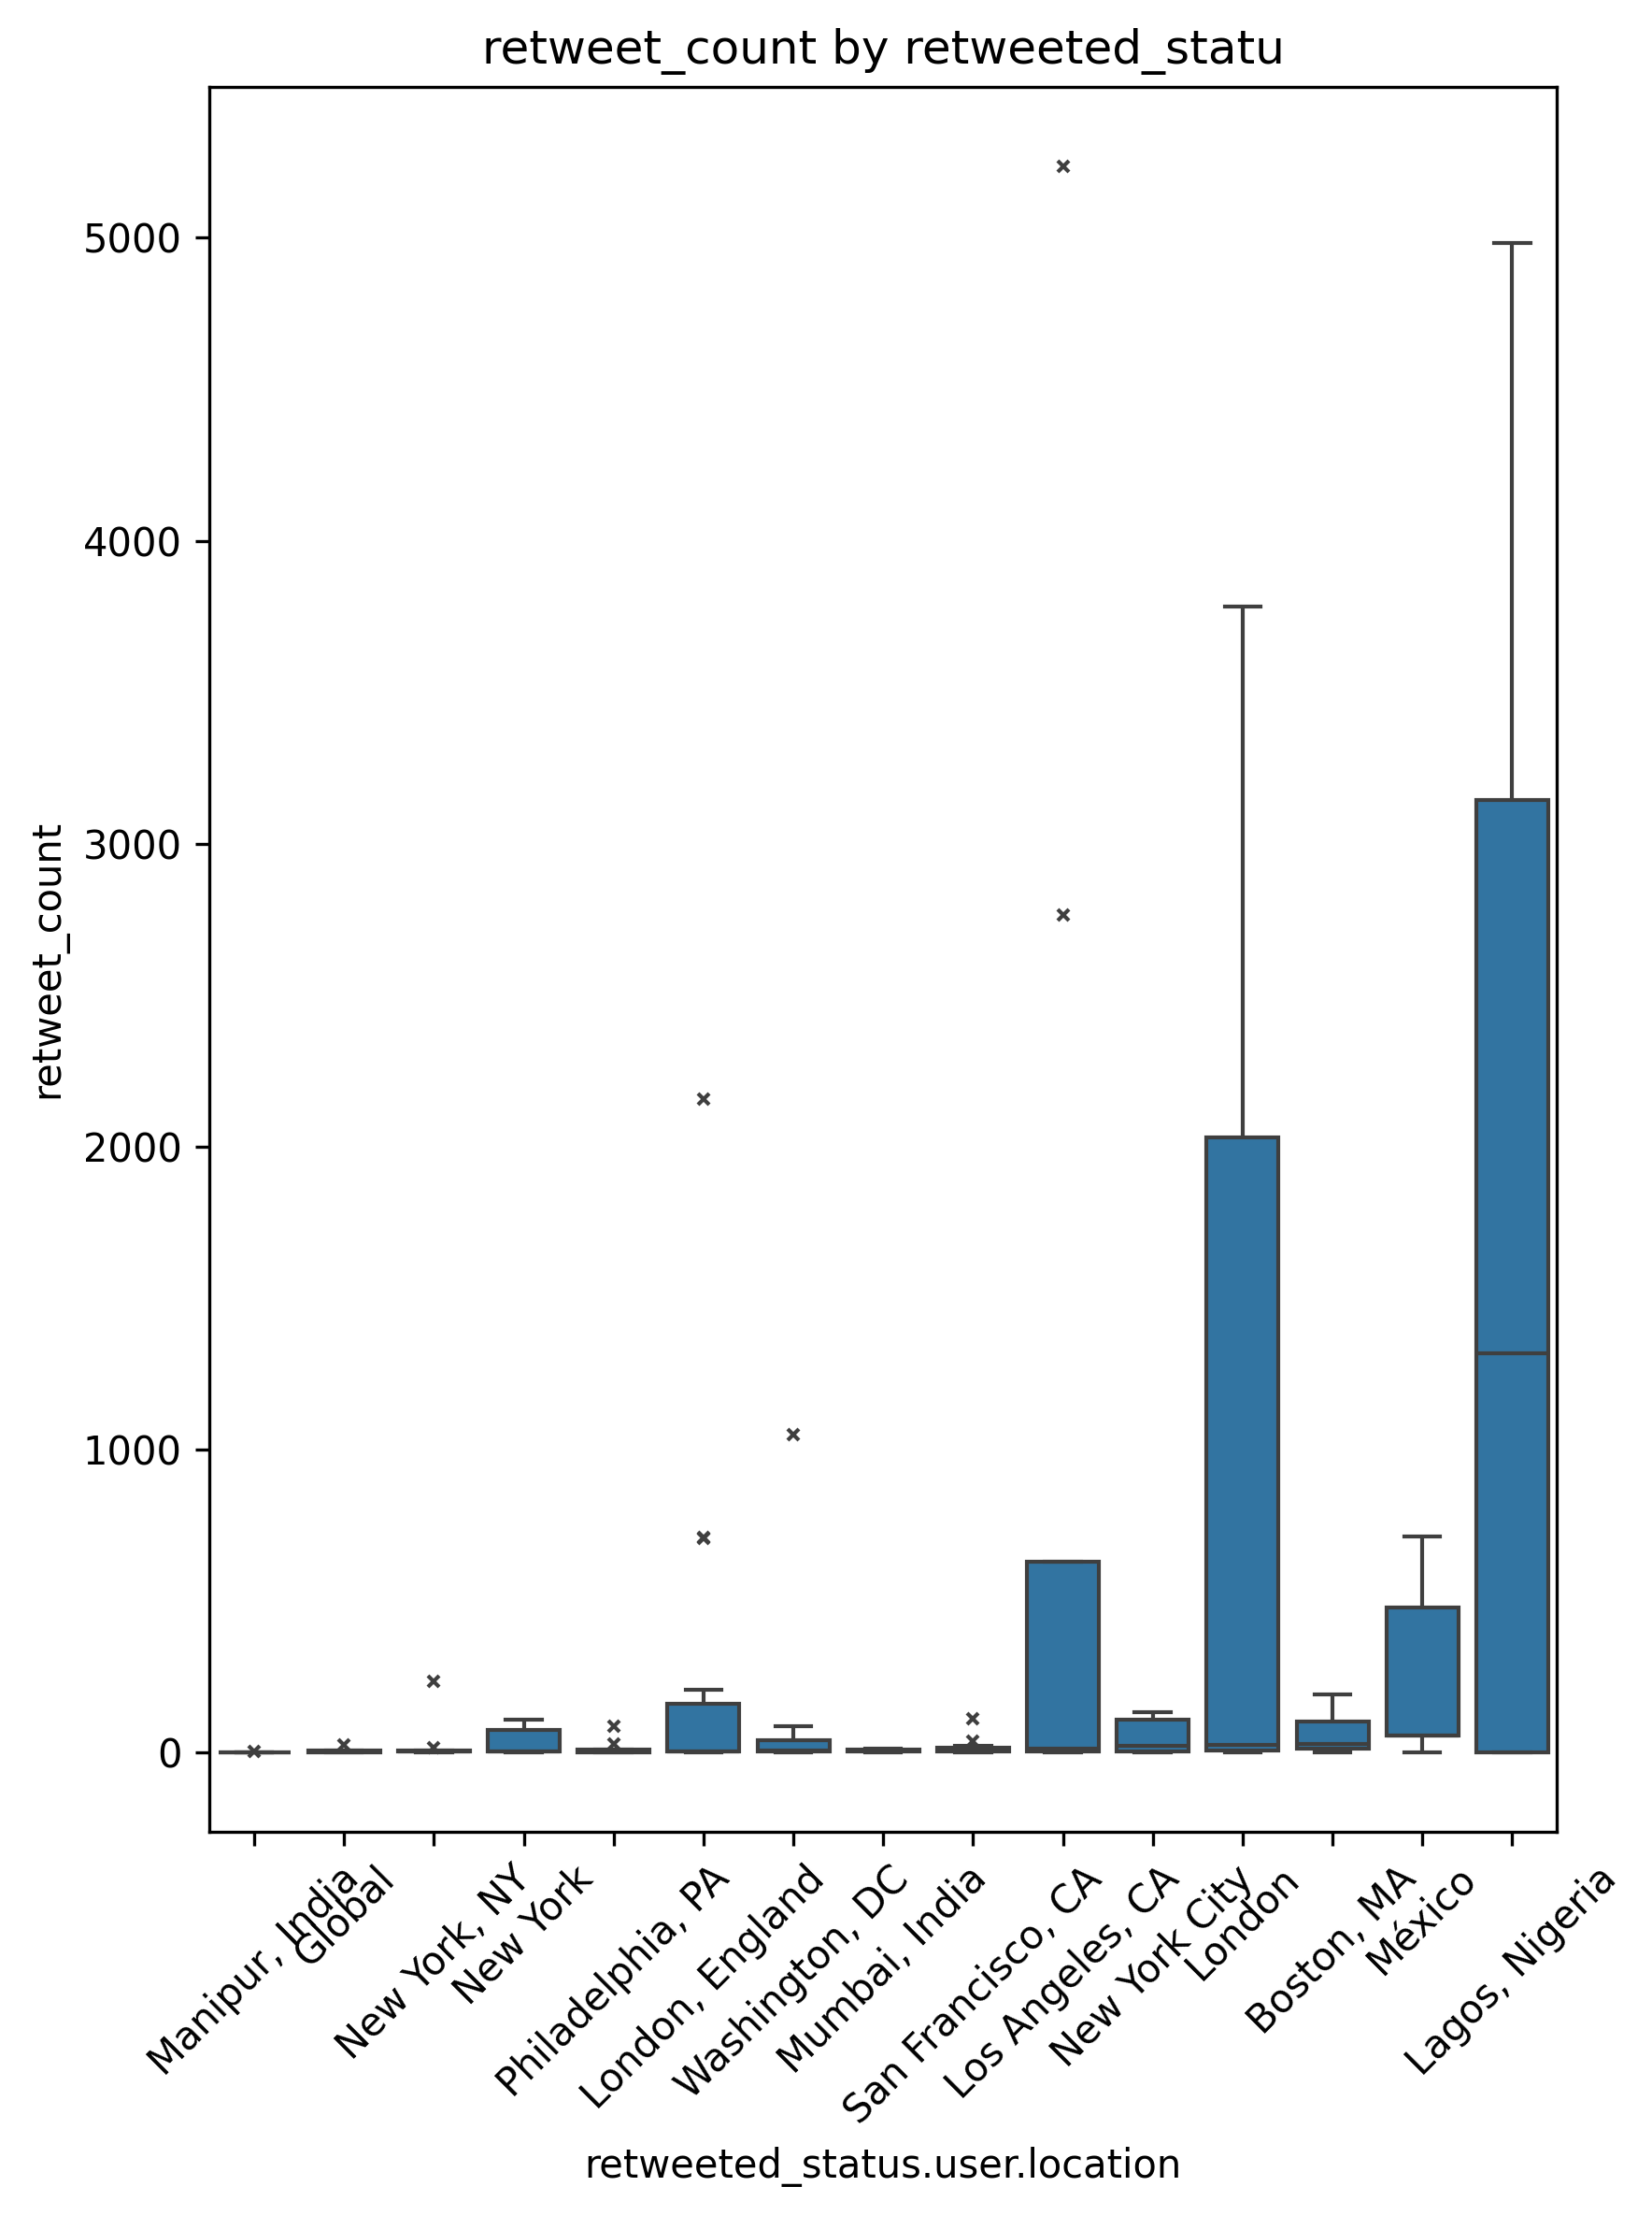 retweet_count by retweeted_statu
retweet_count
5000
4000
3000
2000
1000
0
Manipur, India
Global
New York, NY
New York
Philadelphia, PA
London, England
Washington, DC
Mumbai, India
San Francisco, CA
Los Angeles, CA
New York City
London
Boston, MA
México
Lagos, Nigeria
retweeted_status.user.location